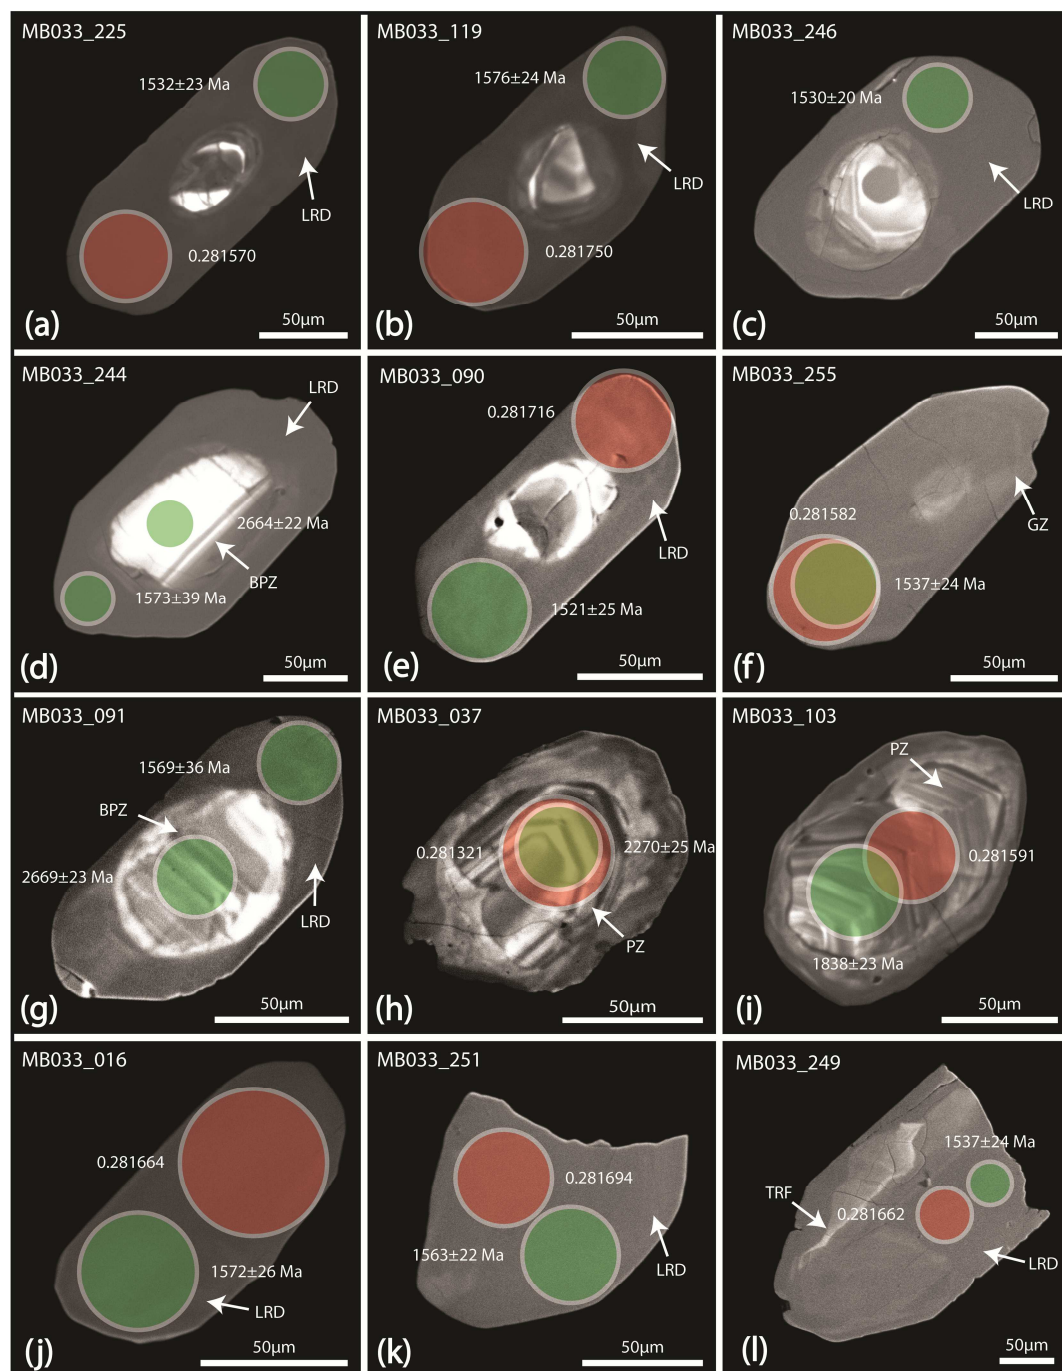 MB033_225
1532±23 Ma
LRD
0.281570
(a)
50μm
MB033_119
1576±24 Ma
LRD
0.281750
(b)
50μm
MB033_246
1530±20 Ma
LRD
(c)
50μm
MB033_244
LRD
2664±22 Ma
BPZ
1573±39 Ma
(d)
50μm
MB033_090
0.281716
LRD
1521±25 Ma
(e)
50μm
MB033_255
GZ
0.281582
1537±24 Ma
(f)
50μm
MB033_091
1569±36 Ma
BPZ
2669±23 Ma
LRD
(g)
50μm
MB033_037
0.281321
2270±25 Ma
PZ
(h)
50μm
MB033_103
PZ
0.281591
1838±23 Ma
(i)
50μm
MB033_016
0.281664
1572±26 Ma
LRD
(j)
50μm
MB033_251
0.281694
1563±22 Ma
LRD
(k)
50μm
MB033_249
1537±24 Ma
TRF
0.281662
LRD
(l)
50μm